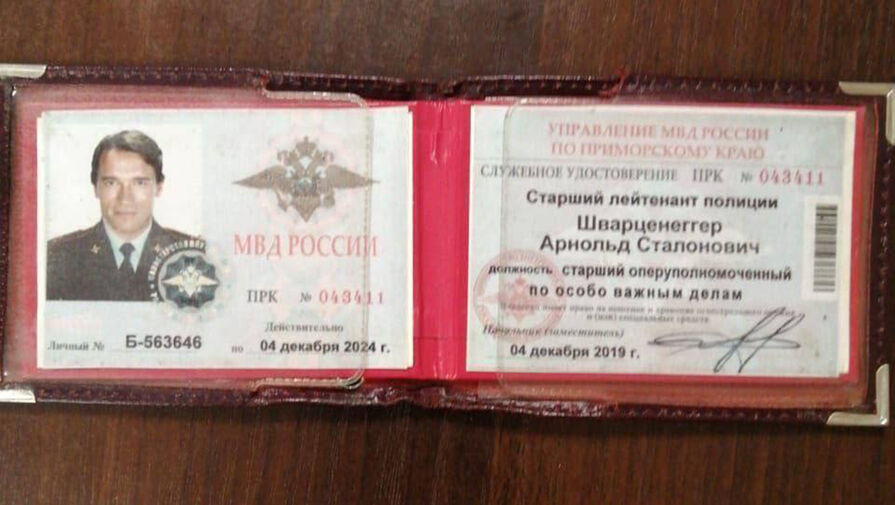 МВД РОССИИ
ПРК № 043411
Действительно
Личный № Б-563646 по 04 декабря 2024 г.
УПРАВЛЕНИЕ МВД РОССИИ
ПО ПРИМОРСКОМУ КРАЮ
СЛУЖЕБНОЕ УДОСТОВЕРЕНИЕ ПРК № 043411
Старший лейтенант полиции
Шварценеггер
Арнольд Сталонович
должность старший оперуполномоченный
по особо важным делам
Начальник (заместитель)
04 декабря 2019 г.